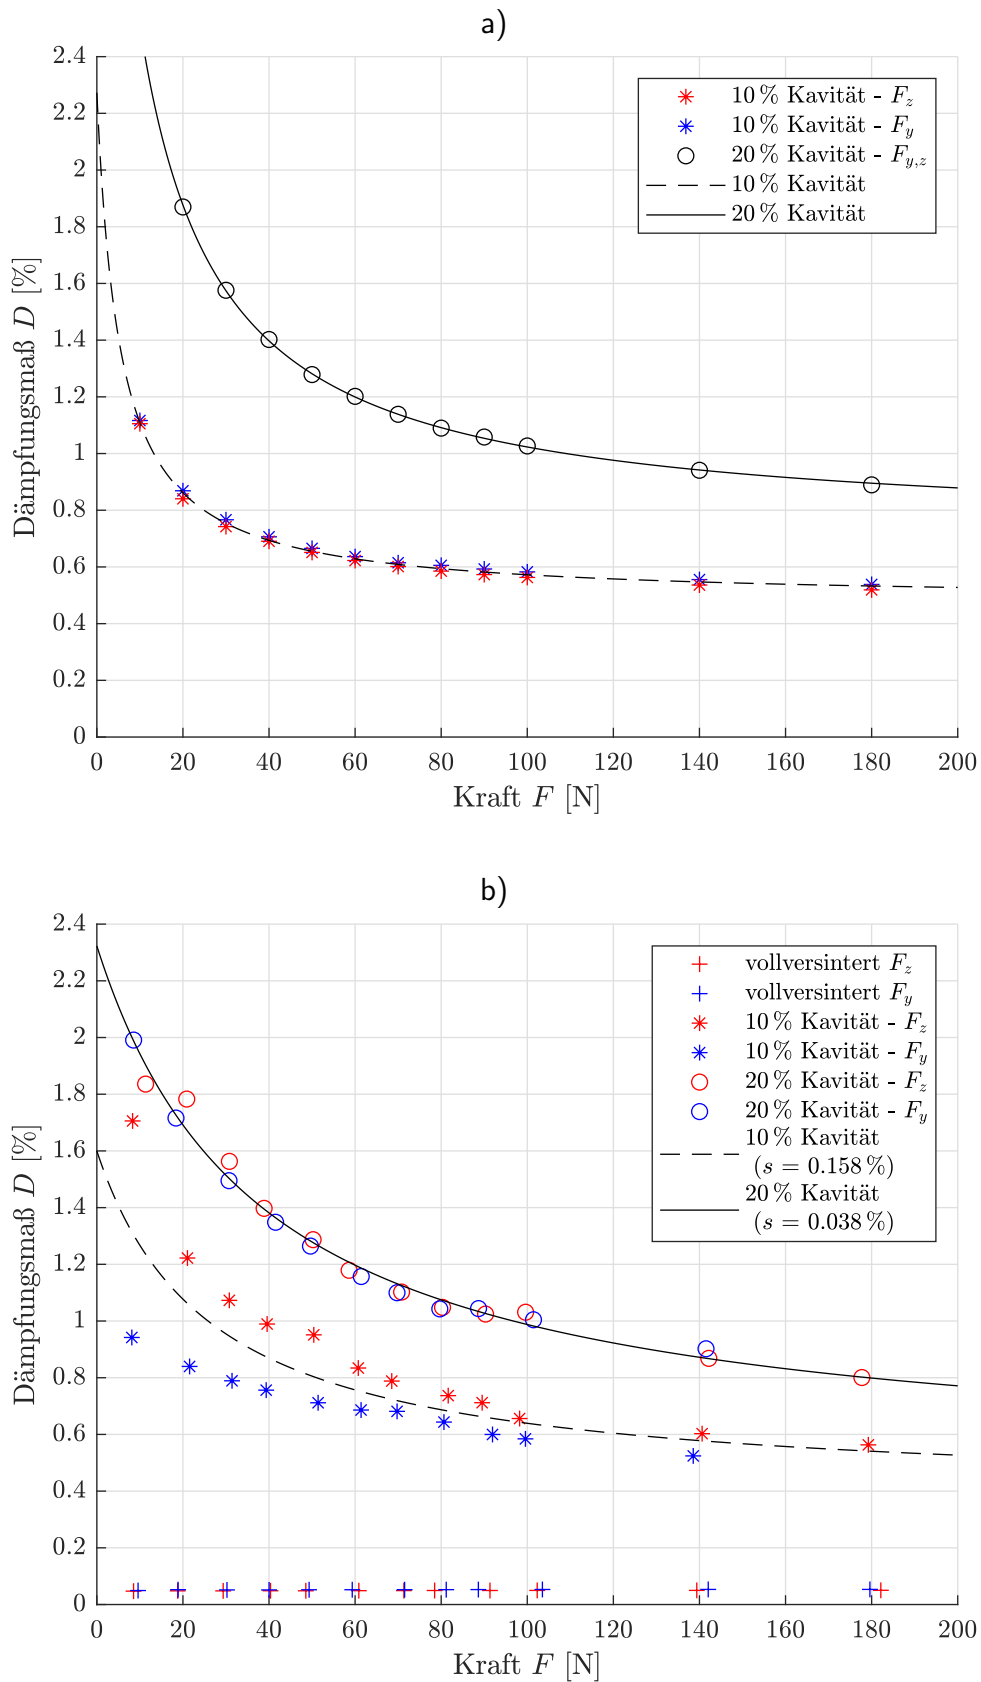 a)
2.4
2.2
2
1.8
1.6
1.4
1.2
1
0.8
0.6
0.4
0.2
0
Dämpfungsmaß D [%]
10 % Kavität - F_z
10 % Kavität - F_y
20 % Kavität - F_{y,z}
10 % Kavität
20 % Kavität
0 20 40 60 80 100 120 140 160 180 200
Kraft F [N]
b)
2.4
2.2
2
1.8
1.6
1.4
1.2
1
0.8
0.6
0.4
0.2
0
Dämpfungsmaß D [%]
vollversintert F_z
vollversintert F_y
10 % Kavität - F_z
10 % Kavität - F_y
20 % Kavität - F_z
20 % Kavität - F_y
10 % Kavität
(s = 0.158 %)
20 % Kavität
(s = 0.038 %)
0 20 40 60 80 100 120 140 160 180 200
Kraft F [N]